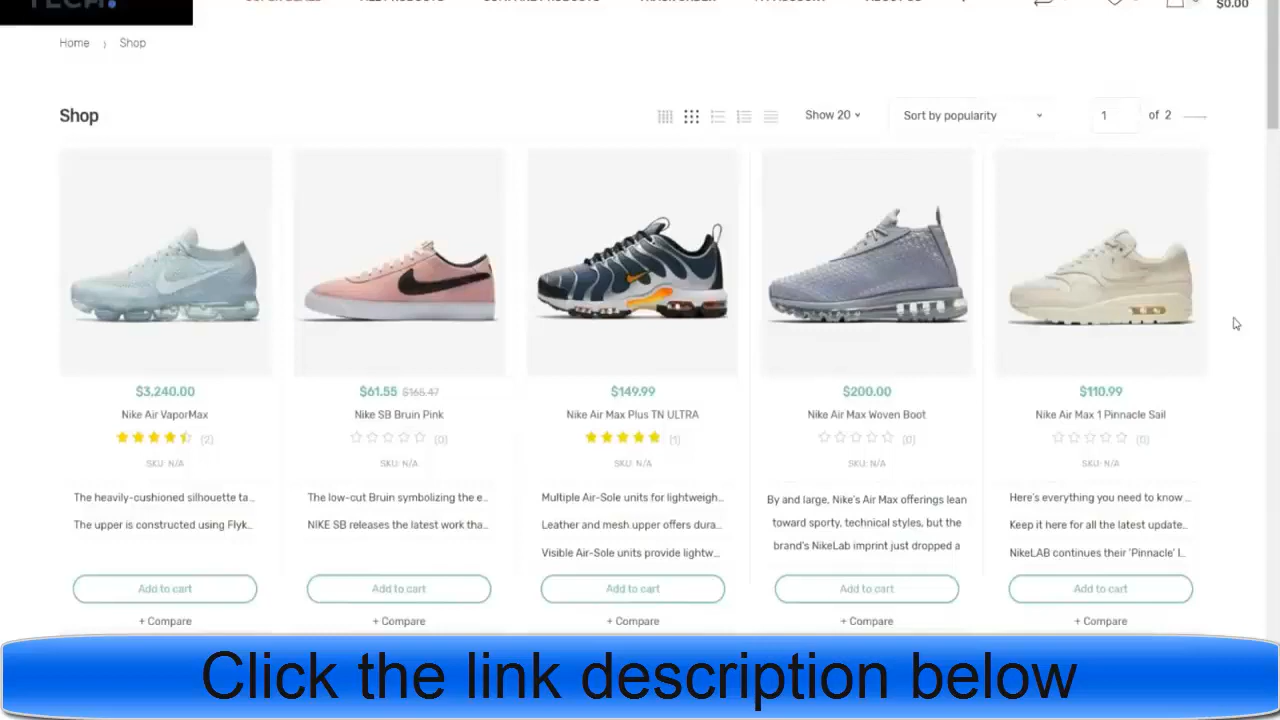 TECH.
$0.00
Home > Shop
Shop
Show 20
Sort by popularity
1 of 2
$3,240.00
Nike Air VaporMax
(2)
SKU: N/A
The heavily-cushioned silhouette ta...
The upper is constructed using Flyk...
Add to cart
+ Compare
$61.55 $165.47
Nike SB Bruin Pink
(0)
SKU: N/A
The low-cut Bruin symbolizing the e...
NIKE SB releases the latest work tha...
Add to cart
+ Compare
$149.99
Nike Air Max Plus TN ULTRA
(1)
SKU: N/A
Multiple Air-Sole units for lightweigh...
Leather and mesh upper offers dura...
Visible Air-Sole units provide lightw...
Add to cart
+ Compare
$200.00
Nike Air Max Woven Boot
(0)
SKU: N/A
By and large, Nike's Air Max offerings lean
toward sporty, technical styles, but the
brand's NikeLab imprint just dropped a
Add to cart
+ Compare
$110.99
Nike Air Max 1 Pinnacle Sail
(0)
SKU: N/A
Here's everything you need to know ...
Keep it here for all the latest update...
NikeLAB continues their 'Pinnacle' l...
Add to cart
+ Compare
Click the link description below